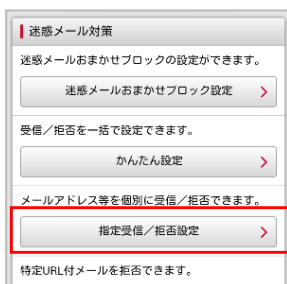 迷惑メール対策
迷惑メールおまかせブロックの設定ができます。
迷惑メールおまかせブロック設定
受信／拒否を一括で設定できます。
かんたん設定
メールアドレス等を個別に受信／拒否できます。
指定受信／拒否設定
特定URL付メールを拒否できます。